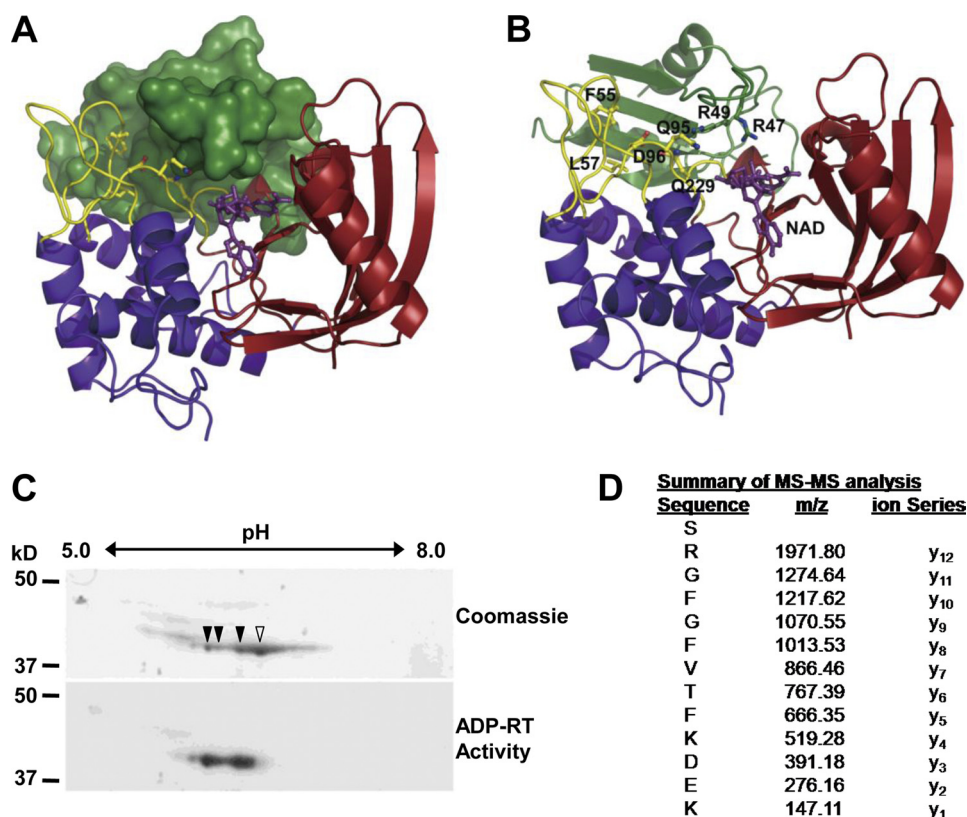 A
B
F55
R49
R47
Q95
L57
D96
Q229
NAD
C
pH
kD
5.0
8.0
50
Coomassie
37
50
ADP-RT
Activity
37
D
Summary of MS-MS analysis
Sequence m/z ion Series
S
R 1971.80 y12
G 1274.64 y11
F 1217.62 y10
G 1070.55 y9
F 1013.53 y8
V 866.46 y7
T 767.39 y6
F 666.35 y5
K 519.28 y4
D 391.18 y3
E 276.16 y2
K 147.11 y1